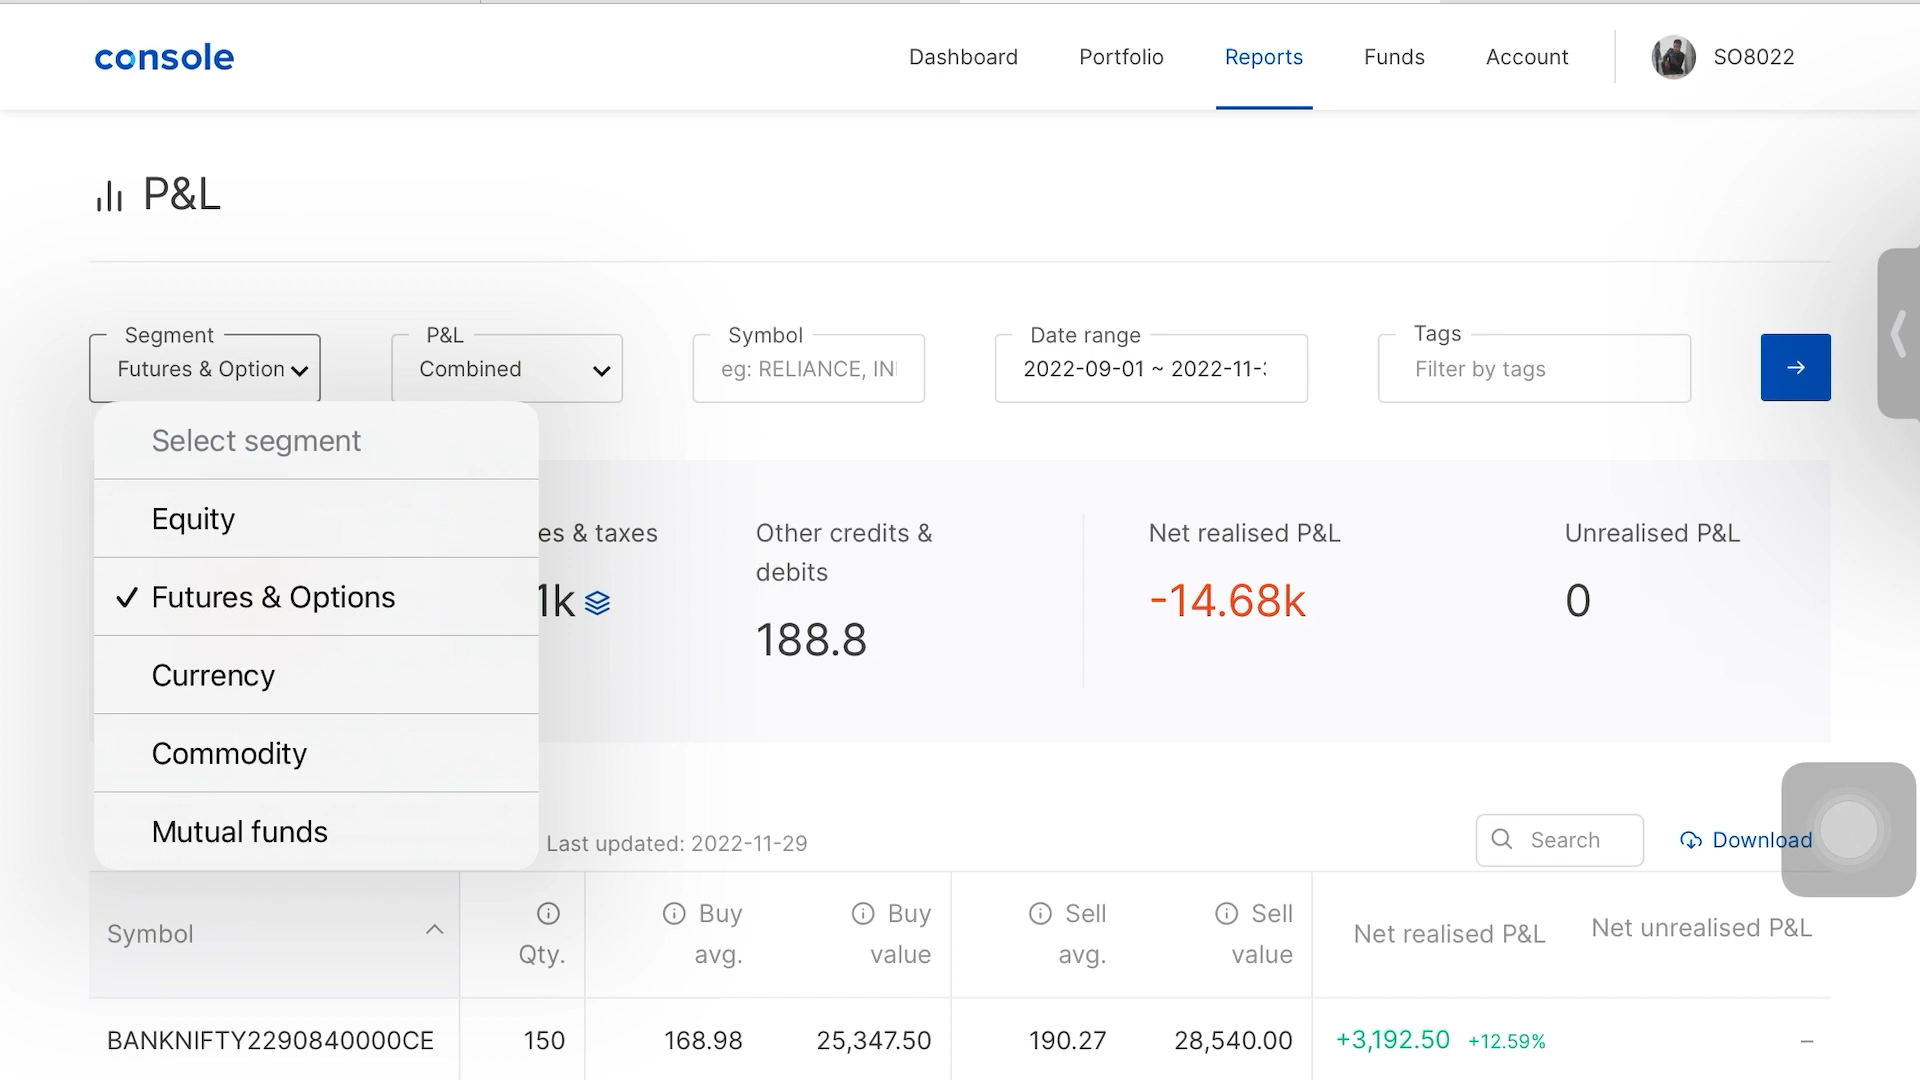 console
Dashboard
Portfolio
Reports
Funds
Account
SO8022
P&L
Segment
Futures & Option
P&L
Combined
Symbol
eg: RELIANCE, IN
Date range
2022-09-01 ~ 2022-11-
Tags
Filter by tags
Select segment
Equity
Futures & Options
Currency
Commodity
Mutual funds
es & taxes
1k
Other credits &
debits
188.8
Net realised P&L
-14.68k
Unrealised P&L
0
Last updated: 2022-11-29
Search
Download
Symbol
Qty.
Buy
avg.
Buy
value
Sell
avg.
Sell
value
Net realised P&L
Net unrealised P&L
BANKNIFTY2290840000CE 150 168.98 25,347.50 190.27 28,540.00 +3,192.50 +12.59% –